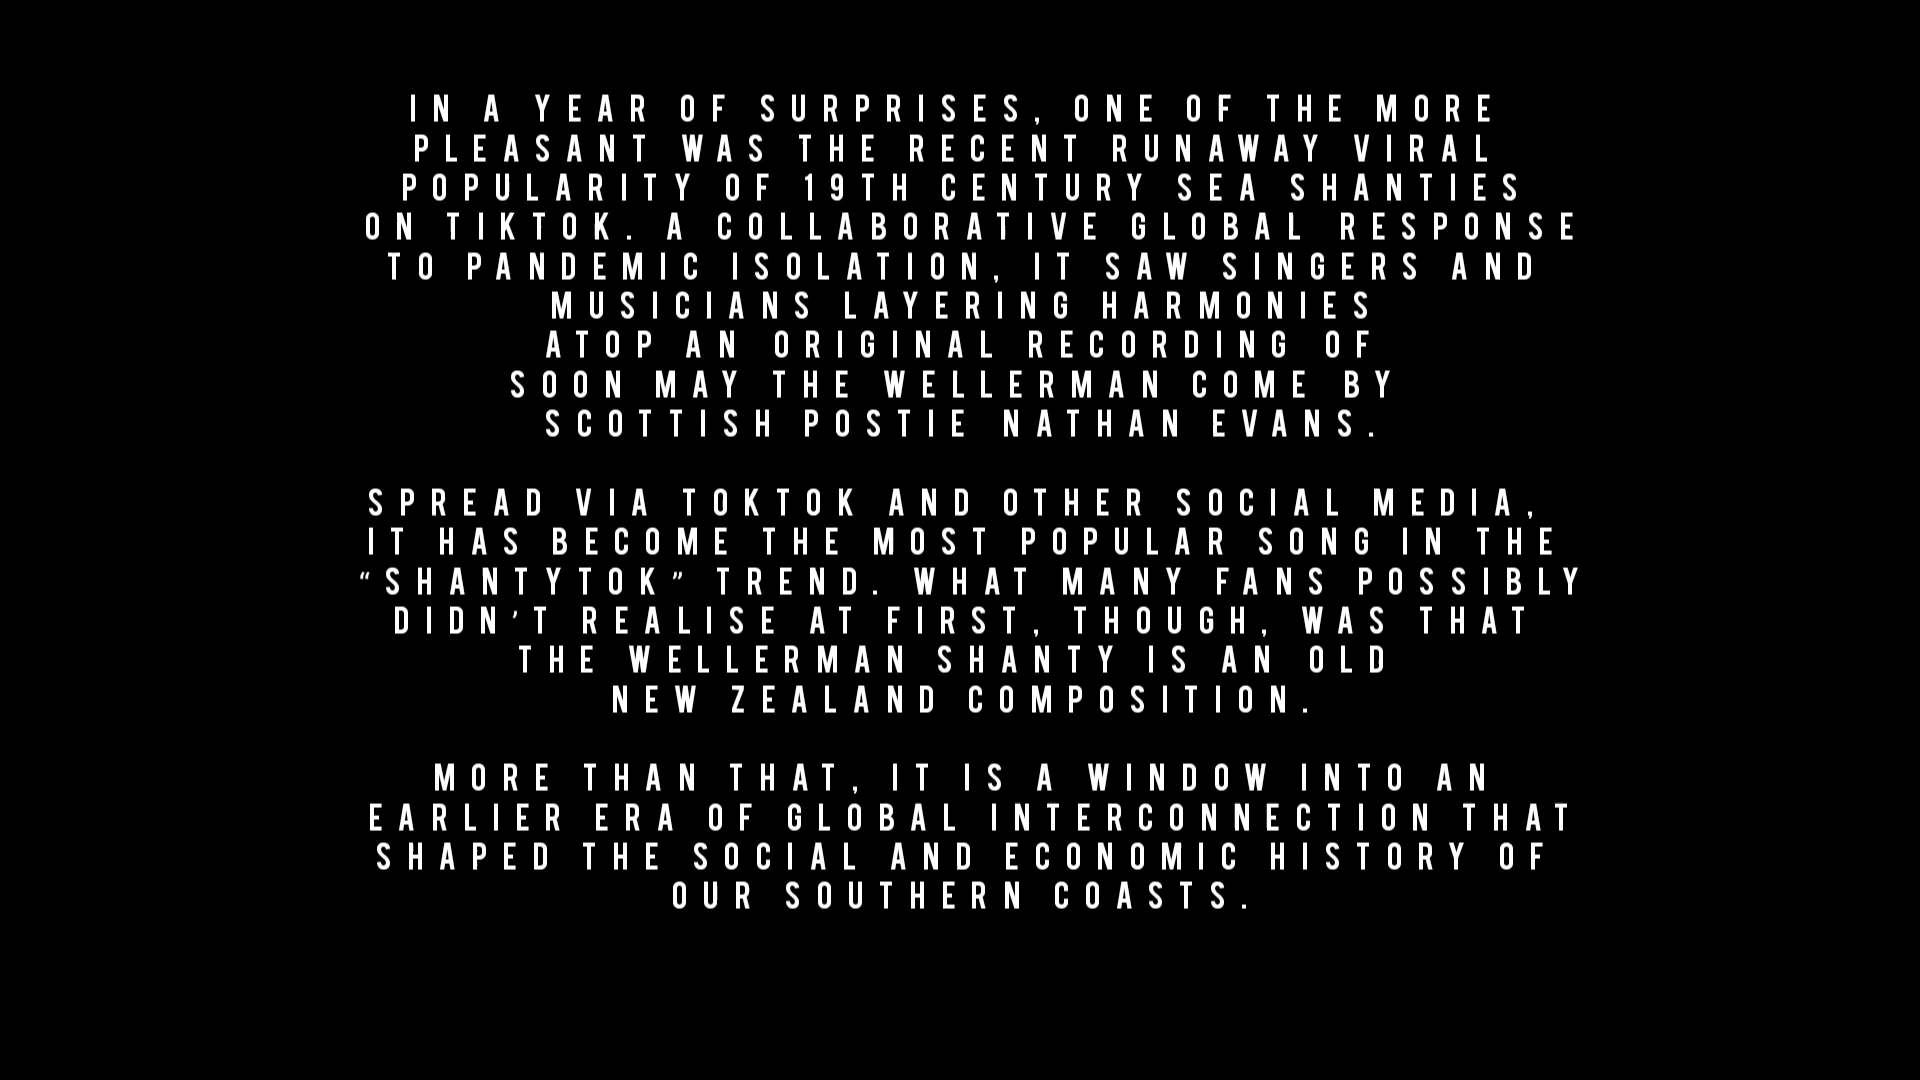 IN A YEAR OF SURPRISES, ONE OF THE MORE
PLEASANT WAS THE RECENT RUNAWAY VIRAL
POPULARITY OF 19TH CENTURY SEA SHANTIES
ON TIKTOK. A COLLABORATIVE GLOBAL RESPONSE
TO PANDEMIC ISOLATION, IT SAW SINGERS AND
MUSICIANS LAYERING HARMONIES
ATOP AN ORIGINAL RECORDING OF
SOON MAY THE WELLERMAN COME BY
SCOTTISH POSTIE NATHAN EVANS.
SPREAD VIA TOKTOK AND OTHER SOCIAL MEDIA,
IT HAS BECOME THE MOST POPULAR SONG IN THE
“SHANTYTOK” TREND. WHAT MANY FANS POSSIBLY
DIDN’T REALISE AT FIRST, THOUGH, WAS THAT
THE WELLERMAN SHANTY IS AN OLD
NEW ZEALAND COMPOSITION.
MORE THAN THAT, IT IS A WINDOW INTO AN
EARLIER ERA OF GLOBAL INTERCONNECTION THAT
SHAPED THE SOCIAL AND ECONOMIC HISTORY OF
OUR SOUTHERN COASTS.